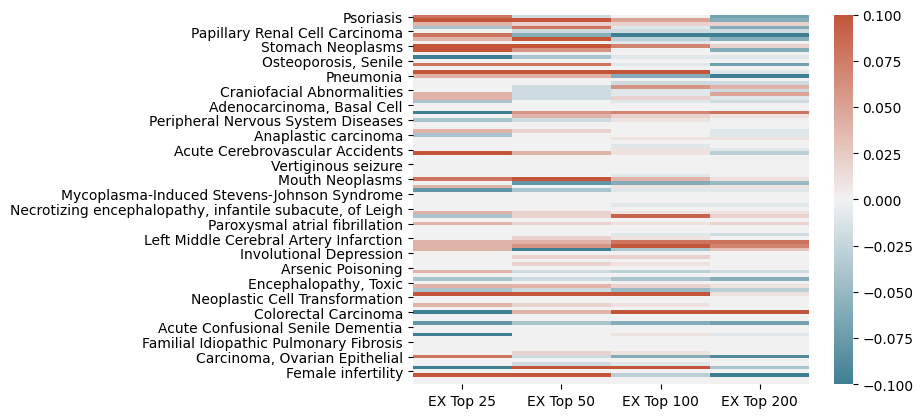 Psoriasis
Papillary Renal Cell Carcinoma
Stomach Neoplasms
Osteoporosis, Senile
Pneumonia
Craniofacial Abnormalities
Adenocarcinoma, Basal Cell
Peripheral Nervous System Diseases
Anaplastic carcinoma
Acute Cerebrovascular Accidents
Vertiginous seizure
Mouth Neoplasms
Mycoplasma-Induced Stevens-Johnson Syndrome
Necrotizing encephalopathy, infantile subacute, of Leigh
Paroxysmal atrial fibrillation
Left Middle Cerebral Artery Infarction
Involutional Depression
Arsenic Poisoning
Encephalopathy, Toxic
Neoplastic Cell Transformation
Colorectal Carcinoma
Acute Confusional Senile Dementia
Familial Idiopathic Pulmonary Fibrosis
Carcinoma, Ovarian Epithelial
Female infertility
EX Top 25 EX Top 50 EX Top 100 EX Top 200
0.100
0.075
0.050
0.025
0.000
−0.025
−0.050
−0.075
−0.100